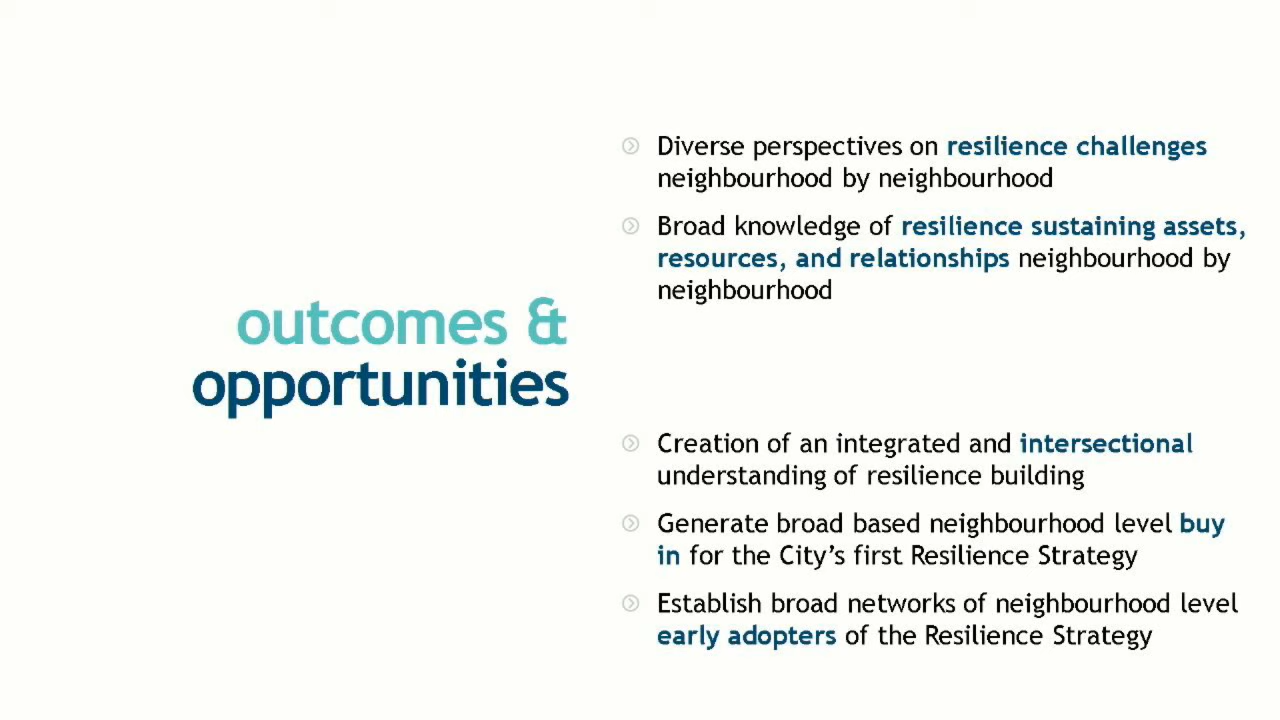 outcomes &
opportunities
Diverse perspectives on resilience challenges
neighbourhood by neighbourhood
Broad knowledge of resilience sustaining assets,
resources, and relationships neighbourhood by
neighbourhood
Creation of an integrated and intersectional
understanding of resilience building
Generate broad based neighbourhood level buy
in for the City’s first Resilience Strategy
Establish broad networks of neighbourhood level
early adopters of the Resilience Strategy